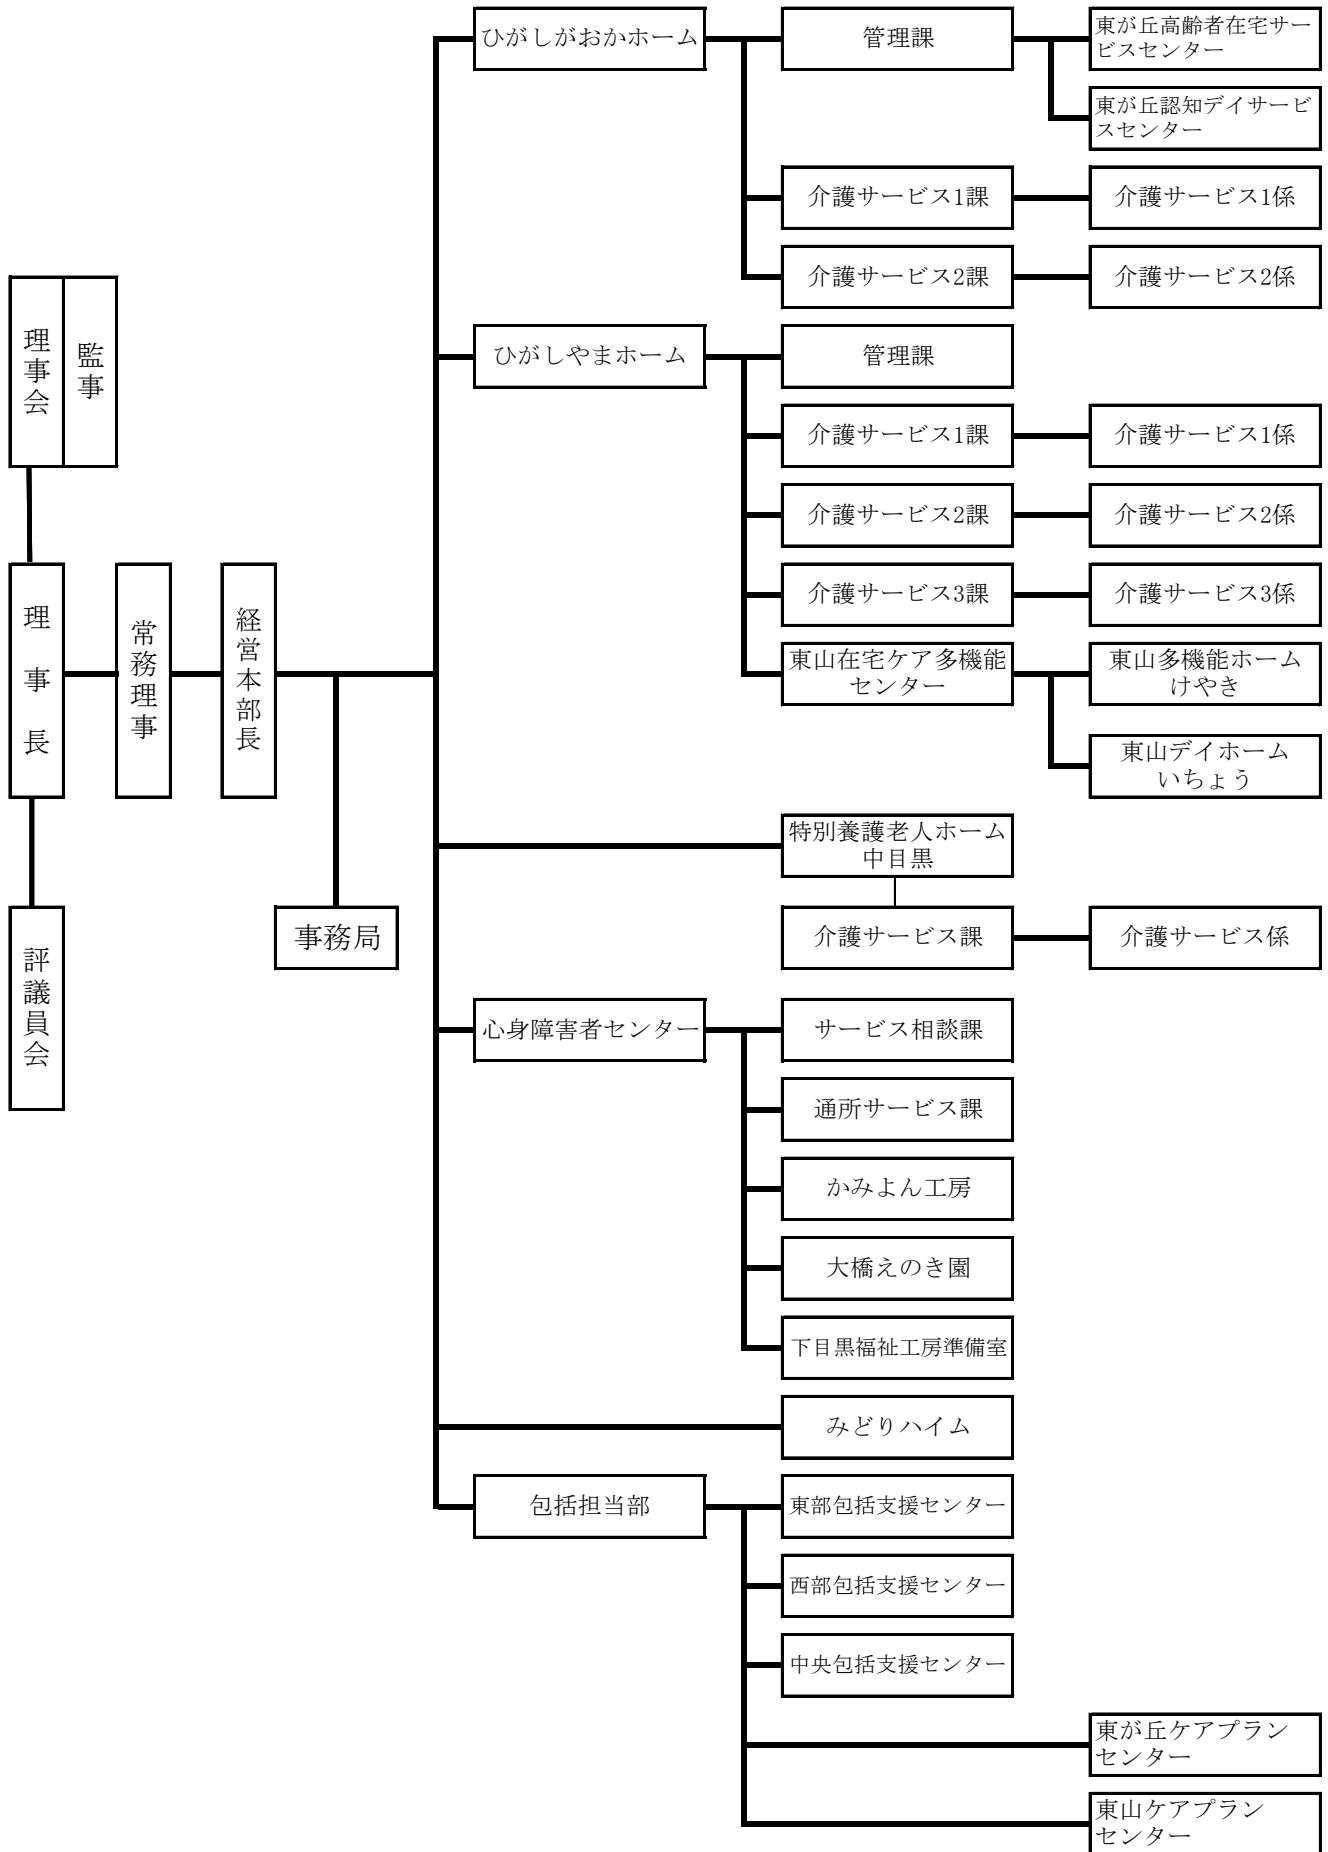 ひがしがおかホーム
管理課
東が丘高齢者在宅サー
ビスセンター
東が丘認知デイサービ
スセンター
介護サービス1課
介護サービス1係
介護サービス2課
介護サービス2係
理事会
監事
ひがしやまホーム
管理課
介護サービス1課
介護サービス1係
介護サービス2課
介護サービス2係
介護サービス3課
介護サービス3係
理事長
常務理事
経営本部長
東山在宅ケア多機能
センター
東山多機能ホーム
けやき
東山デイホーム
いちょう
特別養護老人ホーム
中目黒
評議員会
事務局
介護サービス課
介護サービス係
心身障害者センター
サービス相談課
通所サービス課
かみよん工房
大橋えのき園
下目黒福祉工房準備室
みどりハイム
包括担当部
東部包括支援センター
西部包括支援センター
中央包括支援センター
東が丘ケアプラン
センター
東山ケアプラン
センター